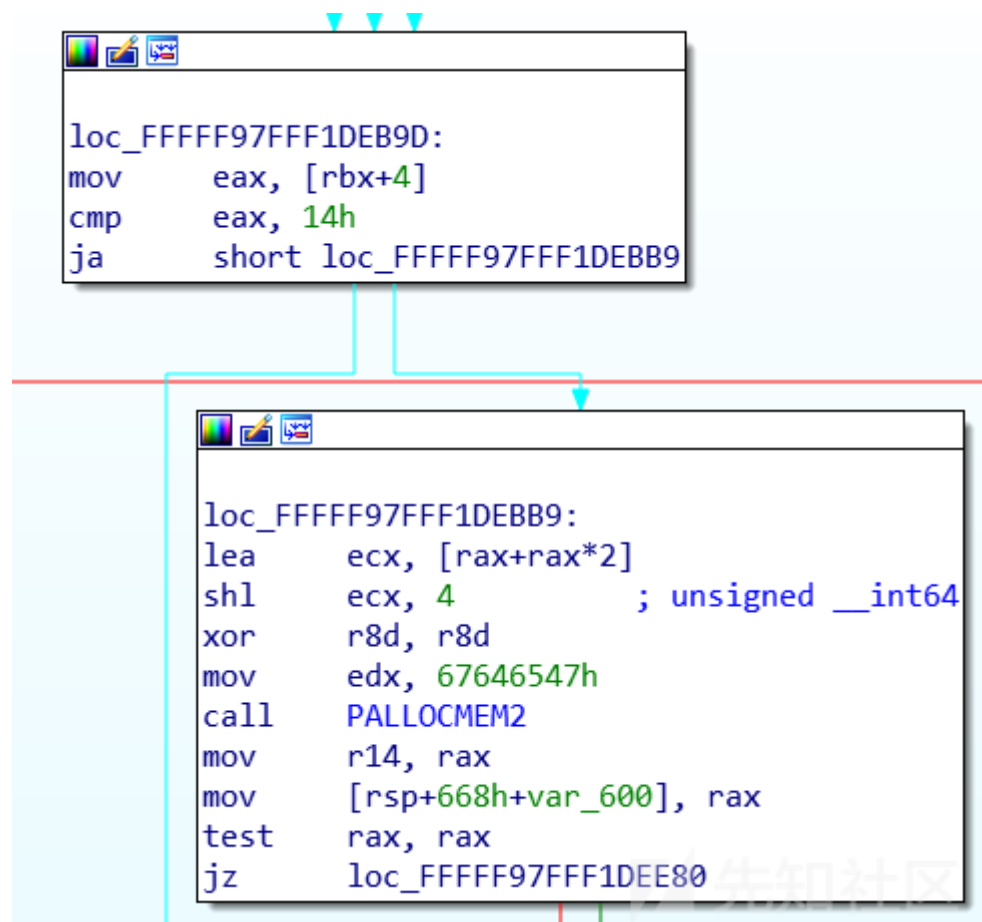 loc_FFFFF97FFF1DEB9D:
mov eax, [rbx+4]
cmp eax, 14h
ja short loc_FFFFF97FFF1DEBB9
loc_FFFFF97FFF1DEBB9:
lea ecx, [rax+rax*2]
shl ecx, 4 ; unsigned __int64
xor r8d, r8d
mov edx, 67646547h
call PALLOCMEM2
mov r14, rax
mov [rsp+668h+var_600], rax
test rax, rax
jz loc_FFFFF97FFF1DEE80
先知社区